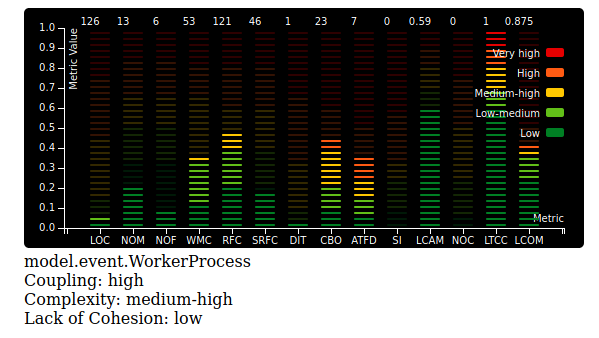 126 13 6 53 121 46 1 23 7 0 0.59 0 1 0.875
1.0
0.9
0.8
0.7
0.6
0.5
0.4
0.3
0.2
0.1
0.0
Metric Value
Very high
High
Medium-high
Low-medium
Low
Metric
LOC NOM NOF WMC RFC SRFC DIT CBO ATFD SI LCAM NOC LTCC LCOM
model.event.WorkerProcess
Coupling: high
Complexity: medium-high
Lack of Cohesion: low